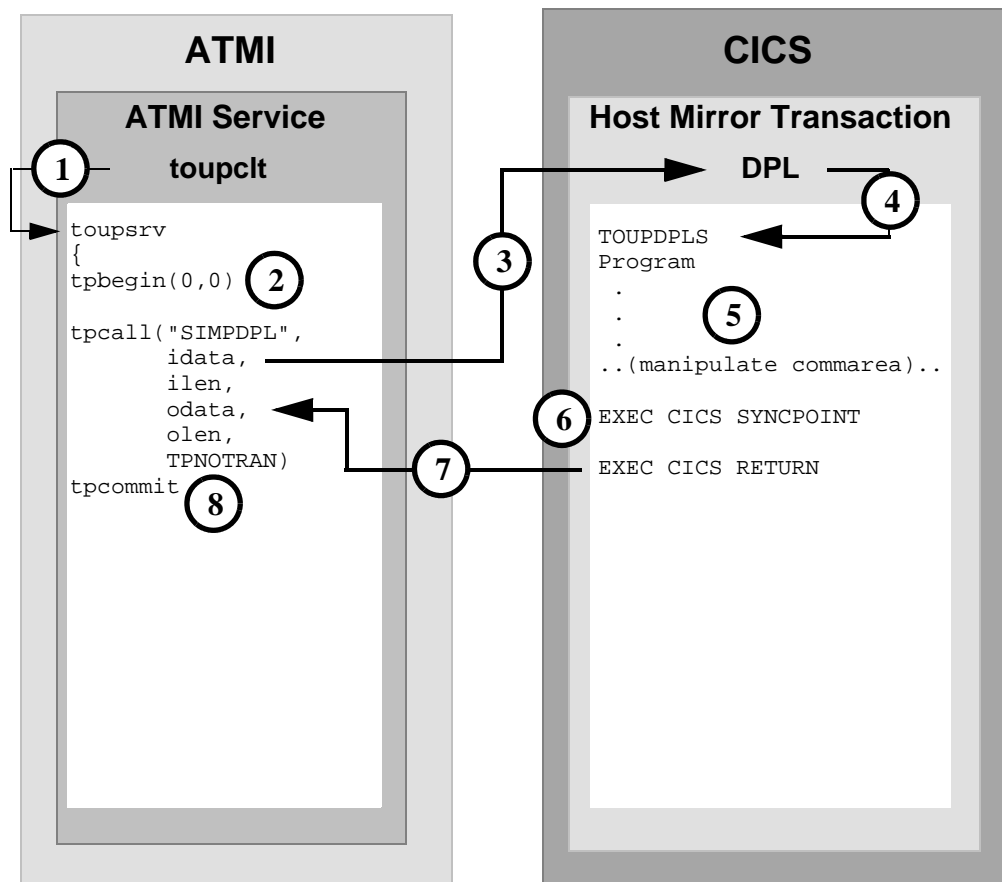 ATMI
ATMI Service
toupclt
1
toupsrv
{
tpbegin(0,0)
2
tpcall("SIMPDPL",
idata,
ilen,
odata,
olen,
TPNOTRAN)
tpcommit
8
3
7
CICS
Host Mirror Transaction
DPL
4
TOUPDPLS
Program
.
.
5
.
..(manipulate commarea)..
6
EXEC CICS SYNCPOINT
EXEC CICS RETURN